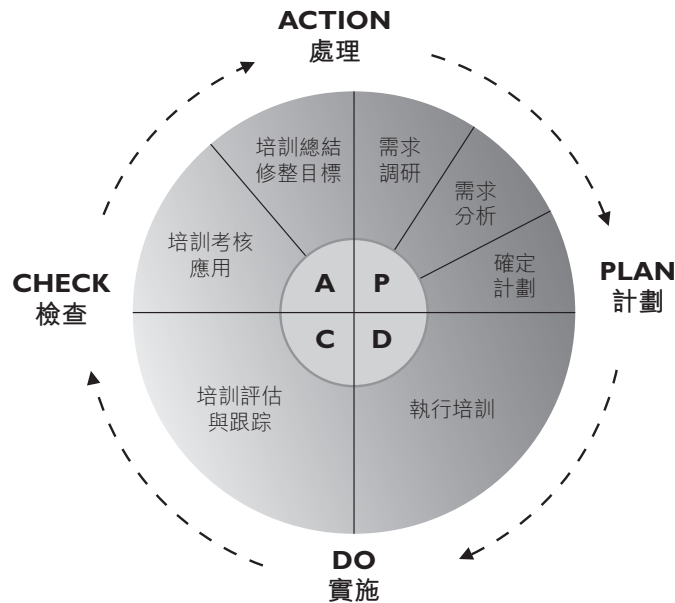 ACTION
處理
培訓總結
修整目標
需求
調研
需求
分析
培訓考核
應用
確定
計劃
CHECK
檢查
PLAN
計劃
A
P
C
D
培訓評估
與跟踪
執行培訓
DO
實施